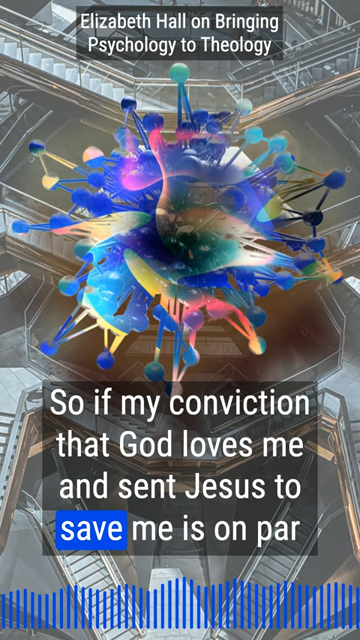 Elizabeth Hall on Bringing
Psychology to Theology
So if my conviction
that God loves me
and sent Jesus to
save me is on par